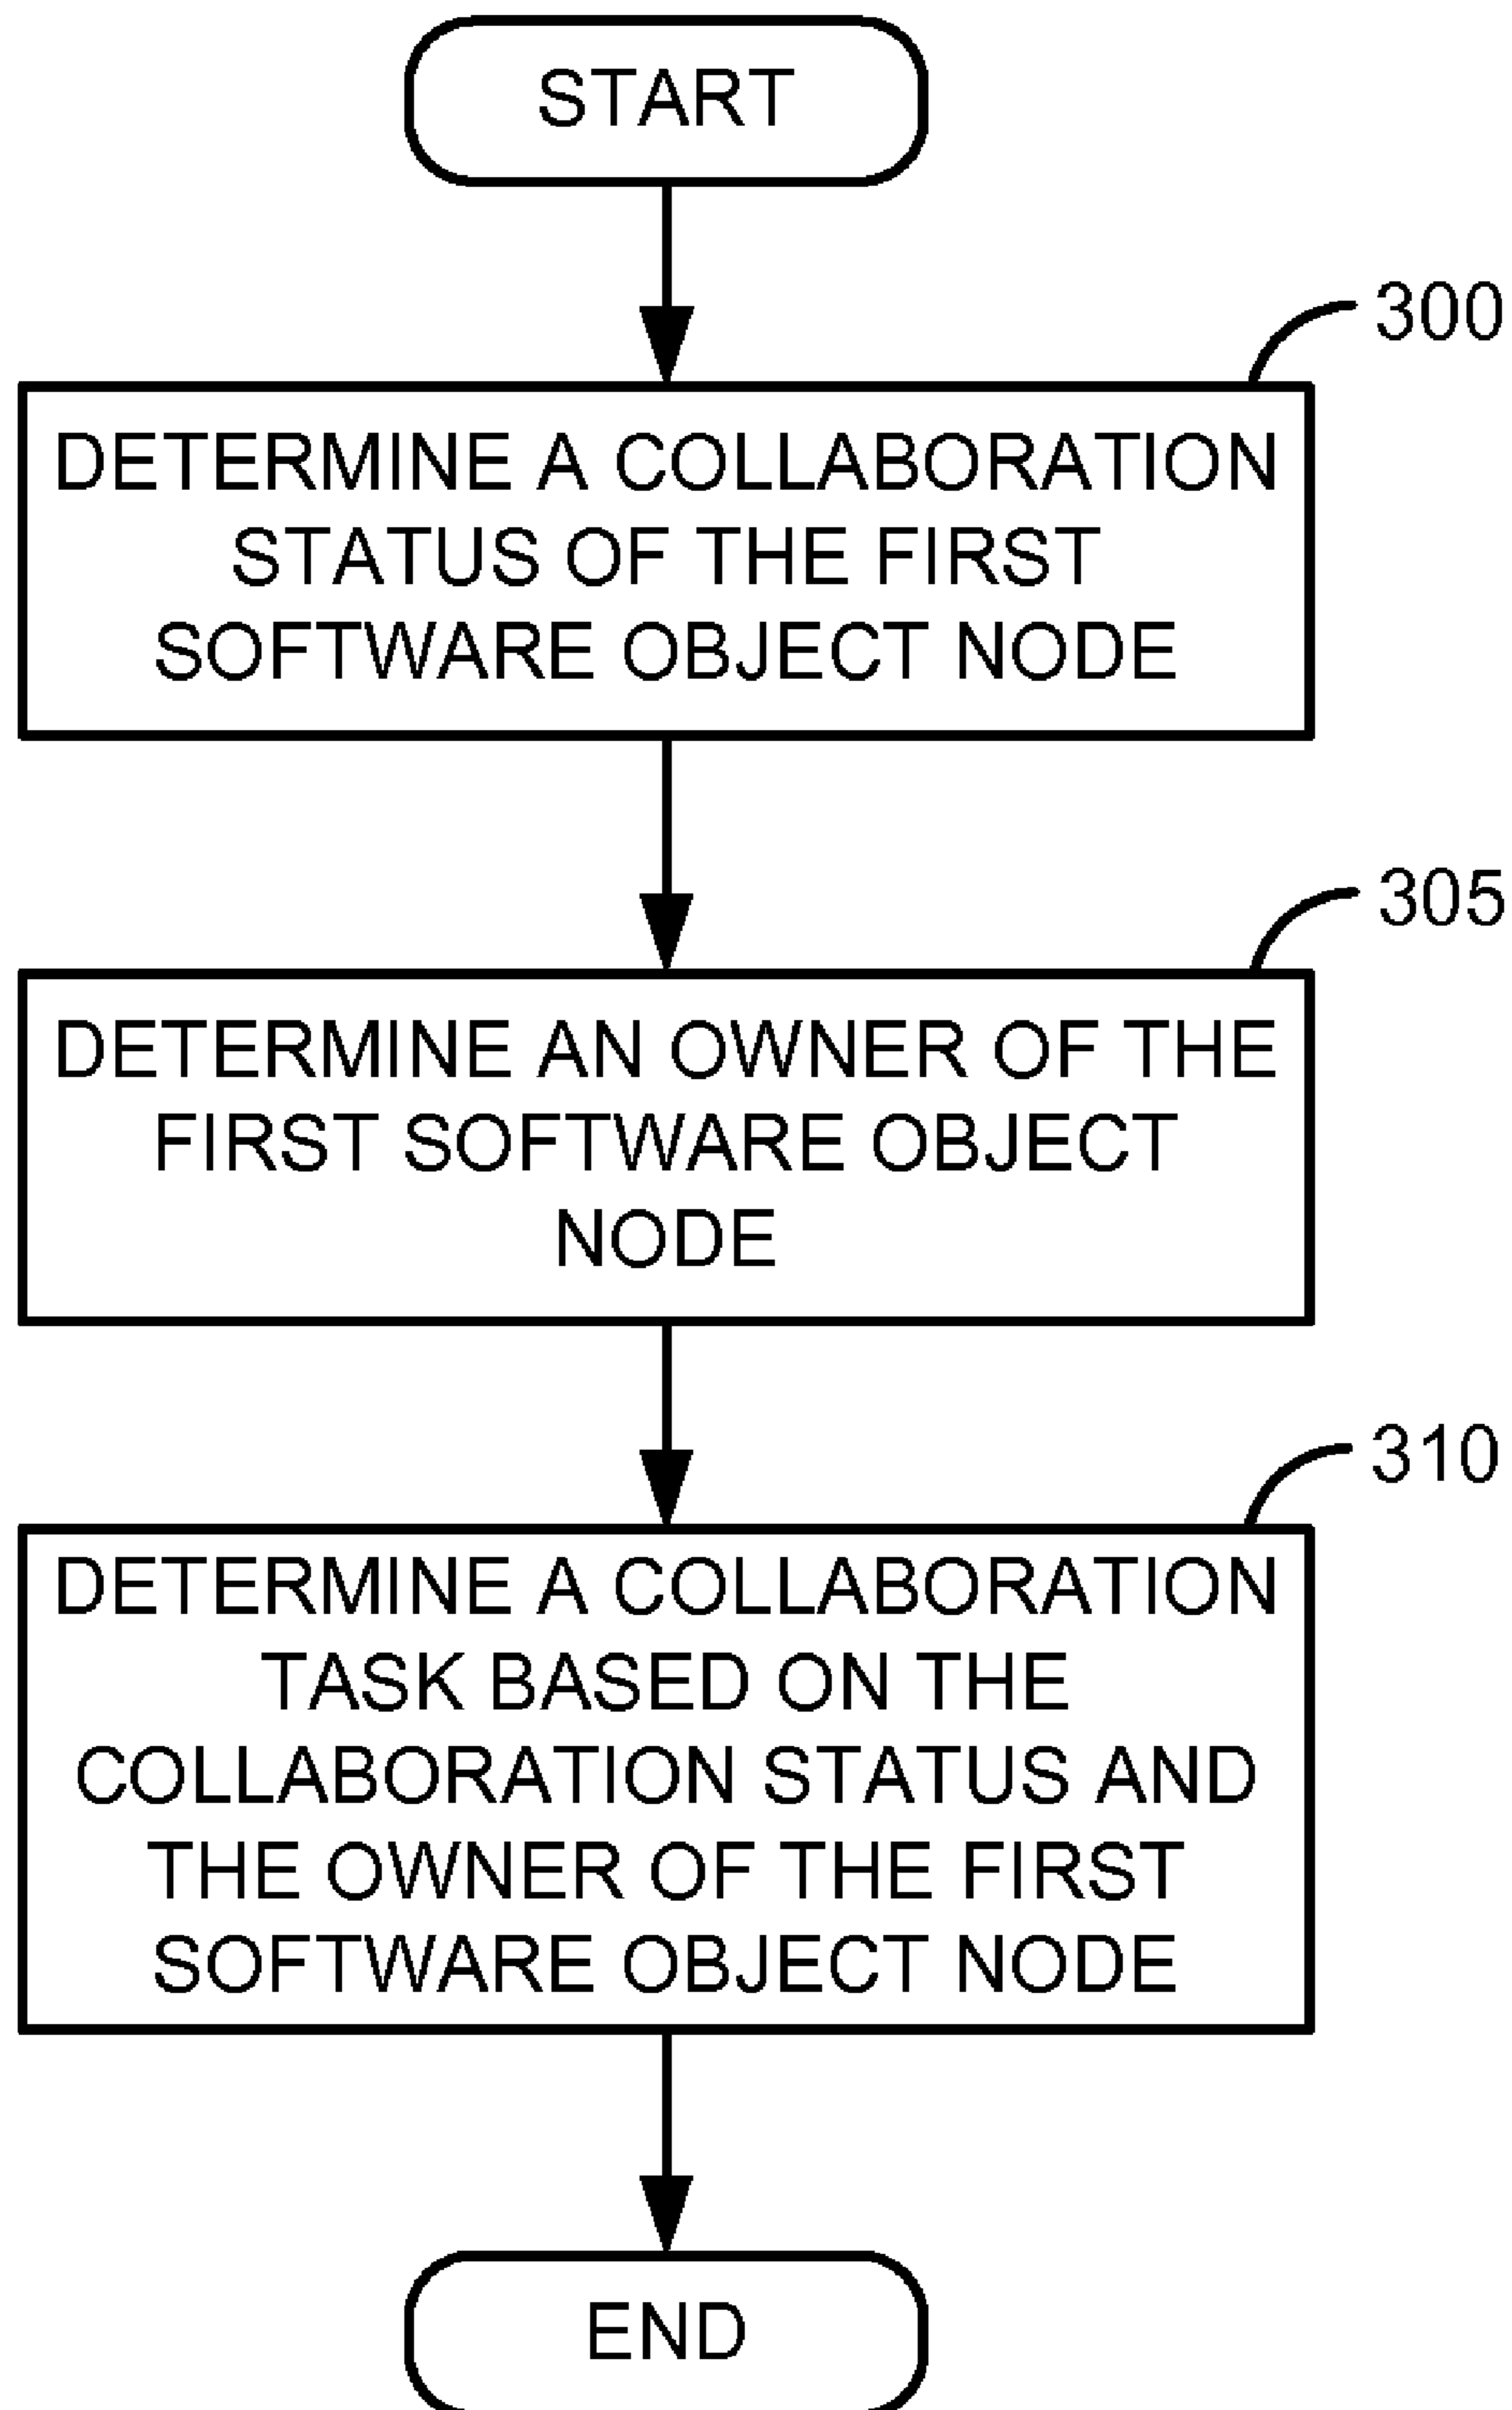 START
300
DETERMINE A COLLABORATION
STATUS OF THE FIRST
SOFTWARE OBJECT NODE
305
DETERMINE AN OWNER OF THE
FIRST SOFTWARE OBJECT
NODE
310
DETERMINE A COLLABORATION
TASK BASED ON THE
COLLABORATION STATUS AND
THE OWNER OF THE FIRST
SOFTWARE OBJECT NODE
END